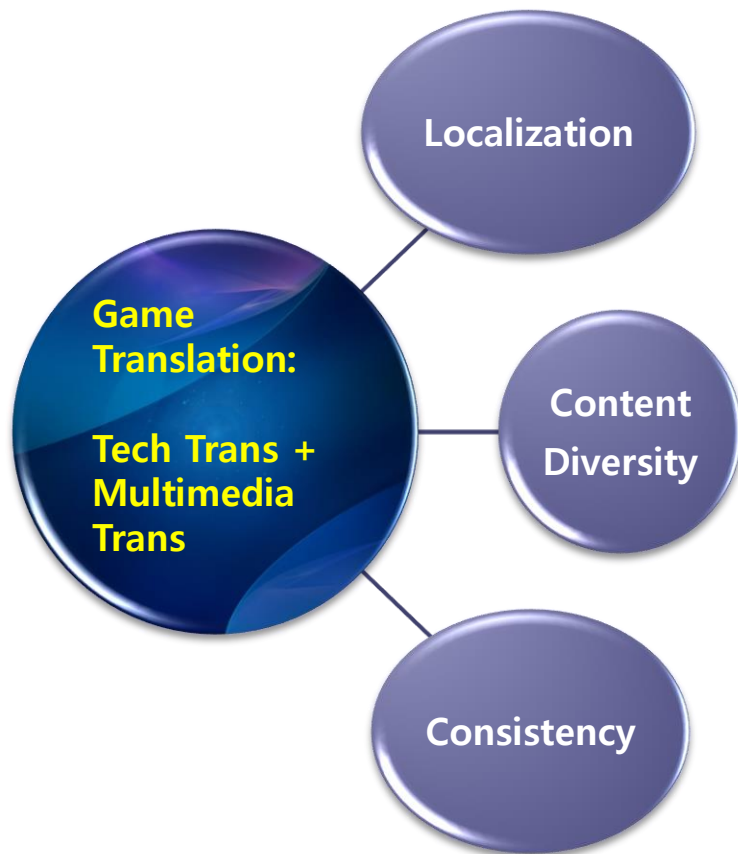 Localization
Game
Translation:
Tech Trans +
Multimedia
Trans
Content
Diversity
Consistency